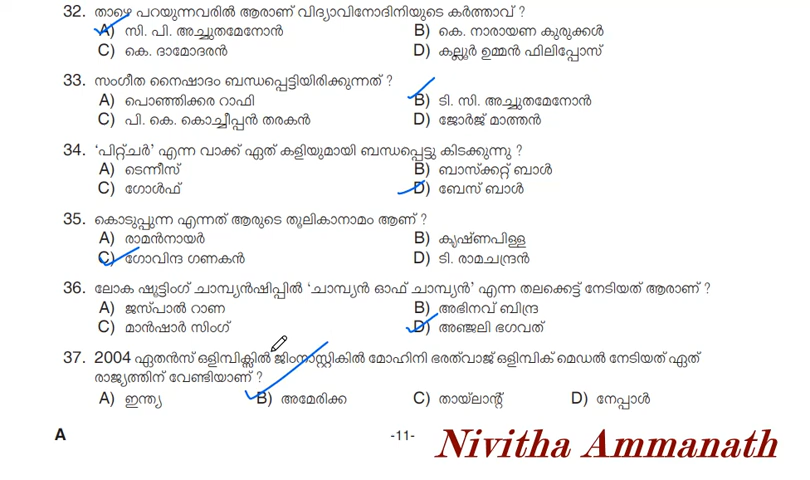 32. താഴെ പറയുന്നവരിൽ ആരാണ് വിദ്യാവിനോദിനിയുടെ കർത്താവ് ?
A) സി. പി. അച്ചുതമേനോൻ B) കെ. നാരായണ കുരുക്കൾ
C) കെ. ദാമോദരൻ D) കല്ലൂർ ഉമ്മൻ ഫിലിപ്പോസ്
33. സംഗീത നൈഷാദം ബന്ധപ്പെട്ടിയിരിക്കുന്നത് ?
A) പൊഞ്ഞിക്കര റാഫി B) ടി. സി. അച്ചുതമേനോൻ
C) പി. കെ. കൊച്ചീപ്പൻ തരകൻ D) ജോർജ് മാത്തൻ
34. ‘പിറ്റ്ചർ’ എന്ന വാക്ക് ഏത് കളിയുമായി ബന്ധപ്പെട്ടു കിടക്കുന്നു ?
A) ടെന്നീസ് B) ബാസ്ക്കറ്റ് ബാൾ
C) ഗോൾഫ് D) ബേസ് ബാൾ
35. കൊടുപ്പുന്ന എന്നത് ആരുടെ തൂലികാനാമം ആണ് ?
A) രാമൻനായർ B) കൃഷ്ണപിള്ള
C) ഗോവിന്ദ ഗണകൻ D) ടി. രാമചന്ദ്രൻ
36. ലോക ഷൂട്ടിംഗ് ചാമ്പ്യൻഷിപ്പിൽ ‘ചാമ്പ്യൻ ഓഫ് ചാമ്പ്യൻ’ എന്ന തലക്കെട്ട് നേടിയത് ആരാണ് ?
A) ജസ്പാൽ റാണ B) അഭിനവ് ബിന്ദ്ര
C) മാൻഷാർ സിംഗ് D) അഞ്ജലി ഭഗവത്
37. 2004 ഏതൻസ് ഒളിമ്പിക്സിൽ ജിംനാസ്റ്റികിൽ മോഹിനി ഭരത്വാജ് ഒളിമ്പിക് മെഡൽ നേടിയത് ഏത്
രാജ്യത്തിന് വേണ്ടിയാണ് ?
A) ഇന്ത്യ B) അമേരിക്ക C) തായ്ലാന്റ് D) നേപ്പാൾ
A -11- Nivitha Ammanath